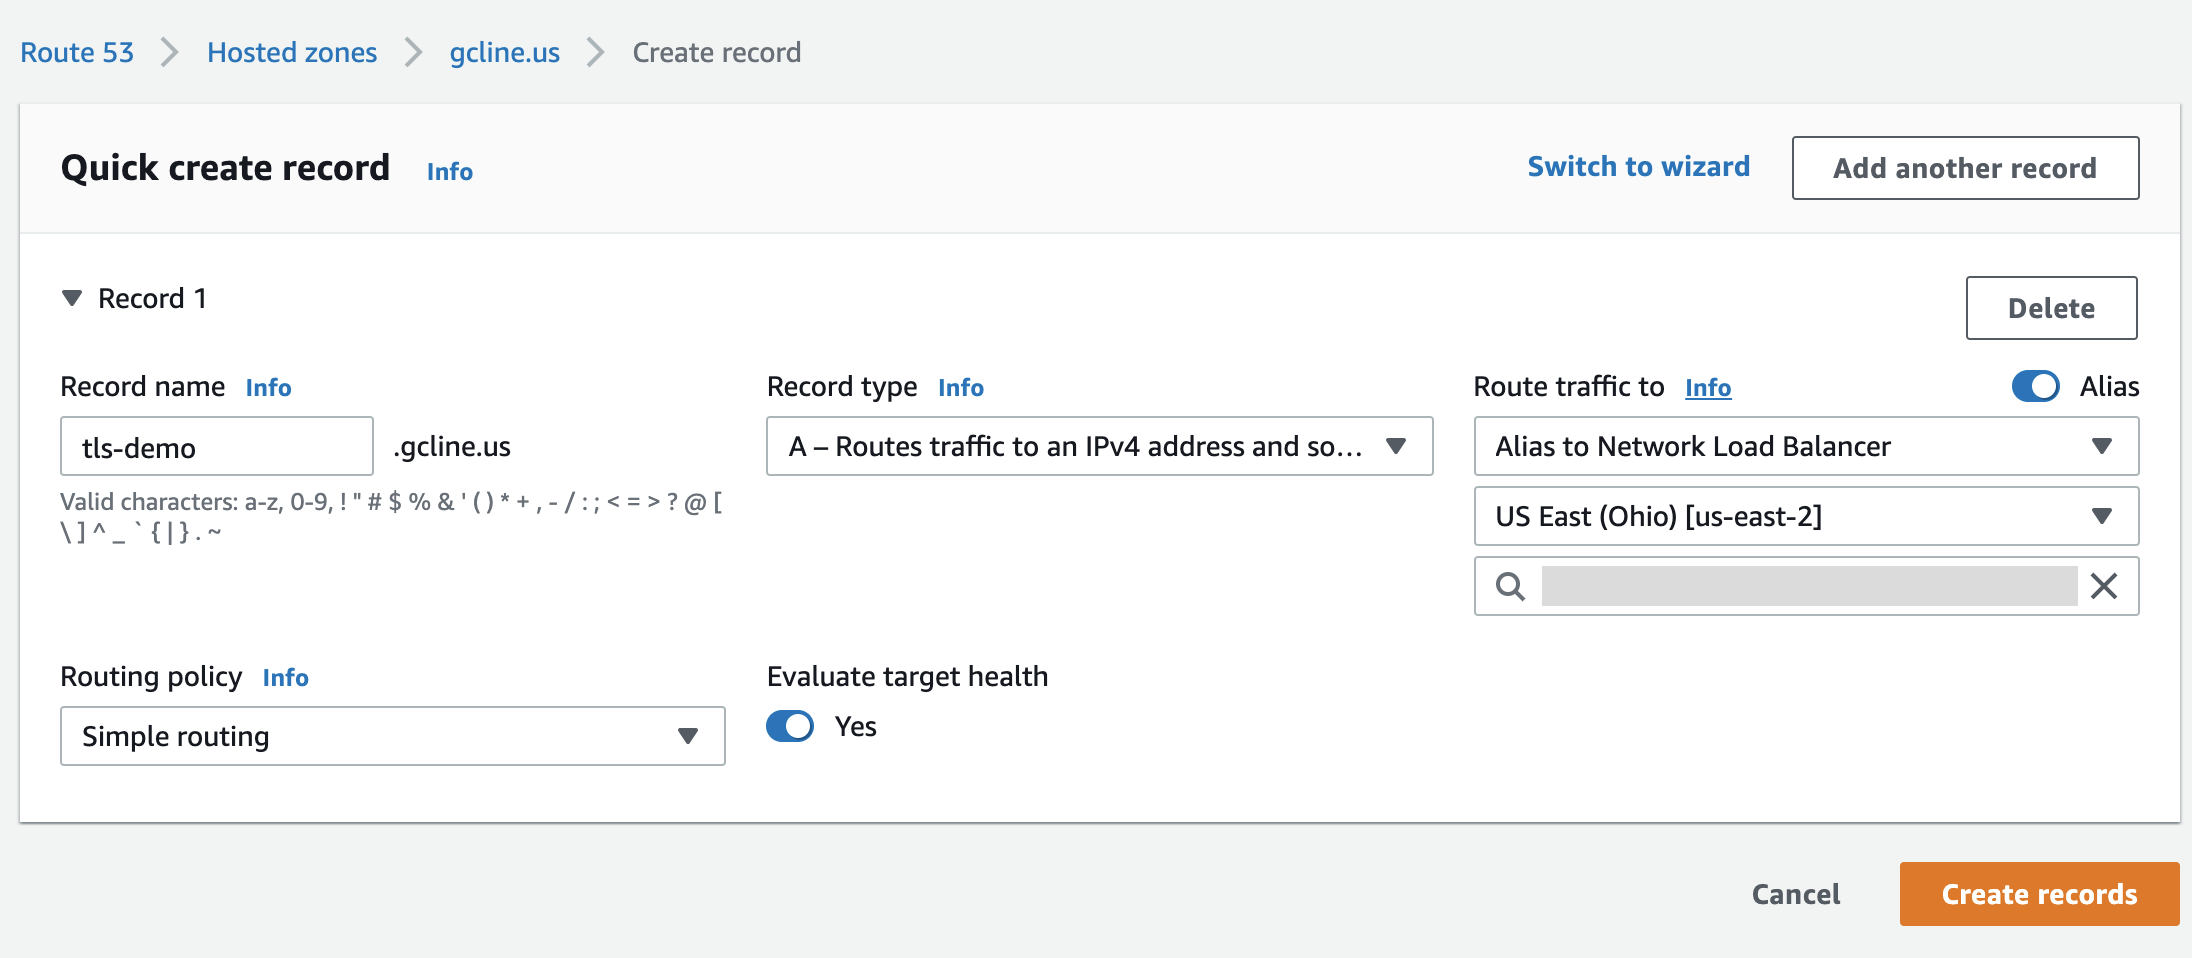 Route 53 Hosted zones gcline.us Create record
Quick create record Info Switch to wizard Add another record
Record 1 Delete
Record name Info
tls-demo .gcline.us
Valid characters: a-z, 0-9, ! " # $ % & ' ( ) * + , - / : ; < = > ? @ [
\ ] ^ _ ` { | } . ~
Record type Info
A – Routes traffic to an IPv4 address and so…
Route traffic to Info Alias
Alias to Network Load Balancer
US East (Ohio) [us-east-2]
Routing policy Info
Simple routing
Evaluate target health
Yes
Cancel Create records